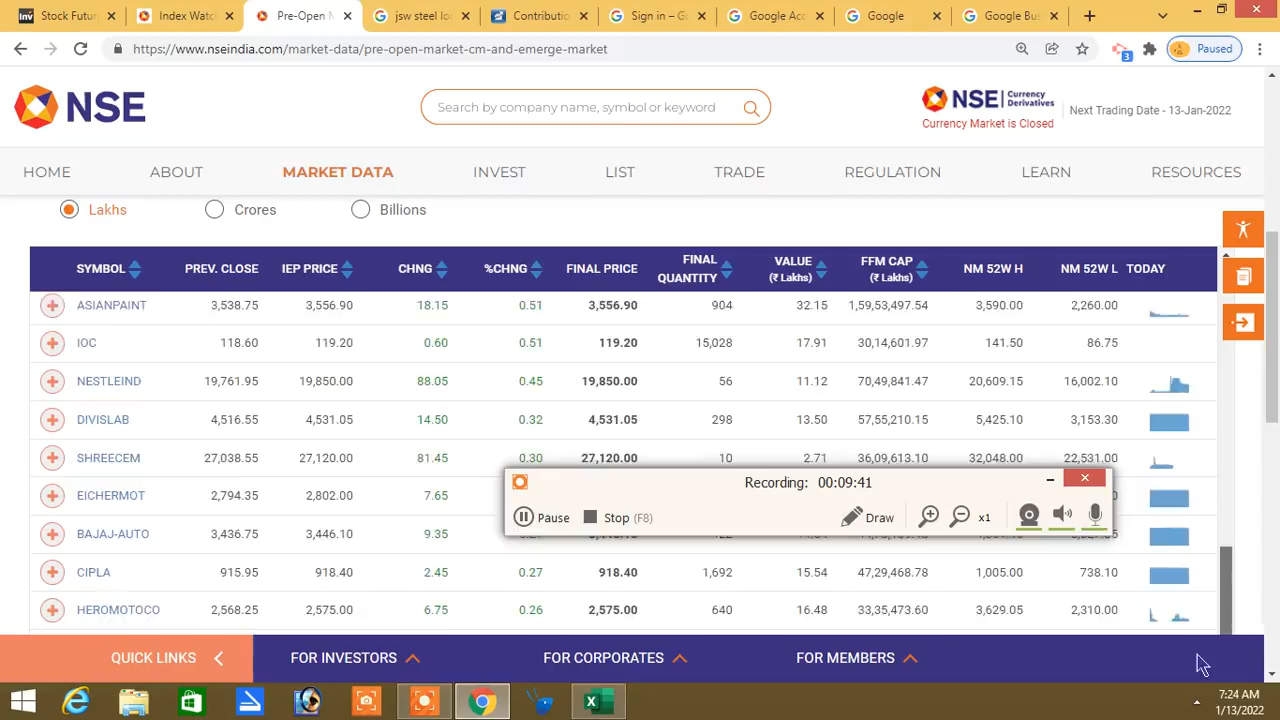 Stock Futur
Index Watc
Pre-Open M
jsw steel lo
Contributio
Sign in – G
Google Acc
Google
Google Bus
https://www.nseindia.com/market-data/pre-open-market-cm-and-emerge-market
3
Paused
NSE
Search by company name, symbol or keyword
NSE Currency Derivatives
Currency Market is Closed
Next Trading Date - 13-Jan-2022
HOME ABOUT MARKET DATA INVEST LIST TRADE REGULATION LEARN RESOURCES
Lakhs Crores Billions
SYMBOL PREV. CLOSE IEP PRICE CHNG %CHNG FINAL PRICE FINAL QUANTITY VALUE (₹ Lakhs) FFM CAP (₹ Lakhs) NM 52W H NM 52W L TODAY
ASIANPAINT 3,538.75 3,556.90 18.15 0.51 3,556.90 904 32.15 1,59,53,497.54 3,590.00 2,260.00
IOC 118.60 119.20 0.60 0.51 119.20 15,028 17.91 30,14,601.97 141.50 86.75
NESTLEIND 19,761.95 19,850.00 88.05 0.45 19,850.00 56 11.12 70,49,841.47 20,609.15 16,002.10
DIVISLAB 4,516.55 4,531.05 14.50 0.32 4,531.05 298 13.50 57,55,210.15 5,425.10 3,153.30
SHREECEM 27,038.55 27,120.00 81.45 0.30 27,120.00 10 2.71 36,09,613.10 32,048.00 22,531.00
EICHERMOT 2,794.35 2,802.00 7.65
Recording: 00:09:41
Pause Stop (F8) Draw x1
BAJAJ-AUTO 3,436.75 3,446.10 9.35
CIPLA 915.95 918.40 2.45 0.27 918.40 1,692 15.54 47,29,468.78 1,005.00 738.10
HEROMOTOCO 2,568.25 2,575.00 6.75 0.26 2,575.00 640 16.48 33,35,473.60 3,629.05 2,310.00
QUICK LINKS FOR INVESTORS FOR CORPORATES FOR MEMBERS
7:24 AM
1/13/2022